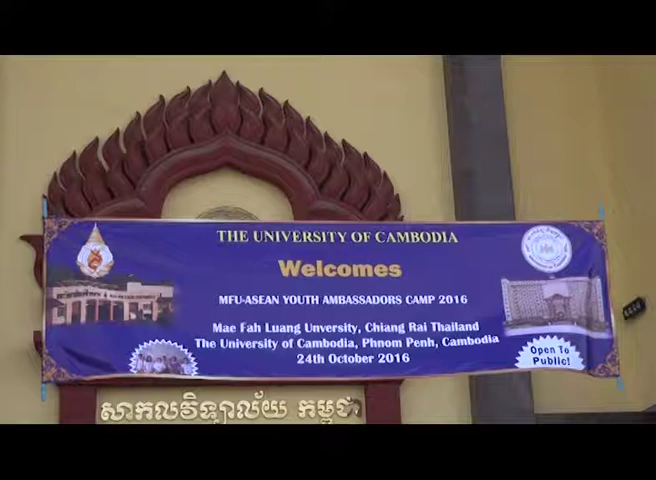 THE UNIVERSITY OF CAMBODIA
Welcomes
MFU-ASEAN YOUTH AMBASSADORS CAMP 2016
Mae Fah Luang Unversity, Chiang Rai Thailand
The University of Cambodia, Phnom Penh, Cambodia
24th October 2016
Open To
Public!
សាកលវិទ្យាល័យ កម្ពុជា